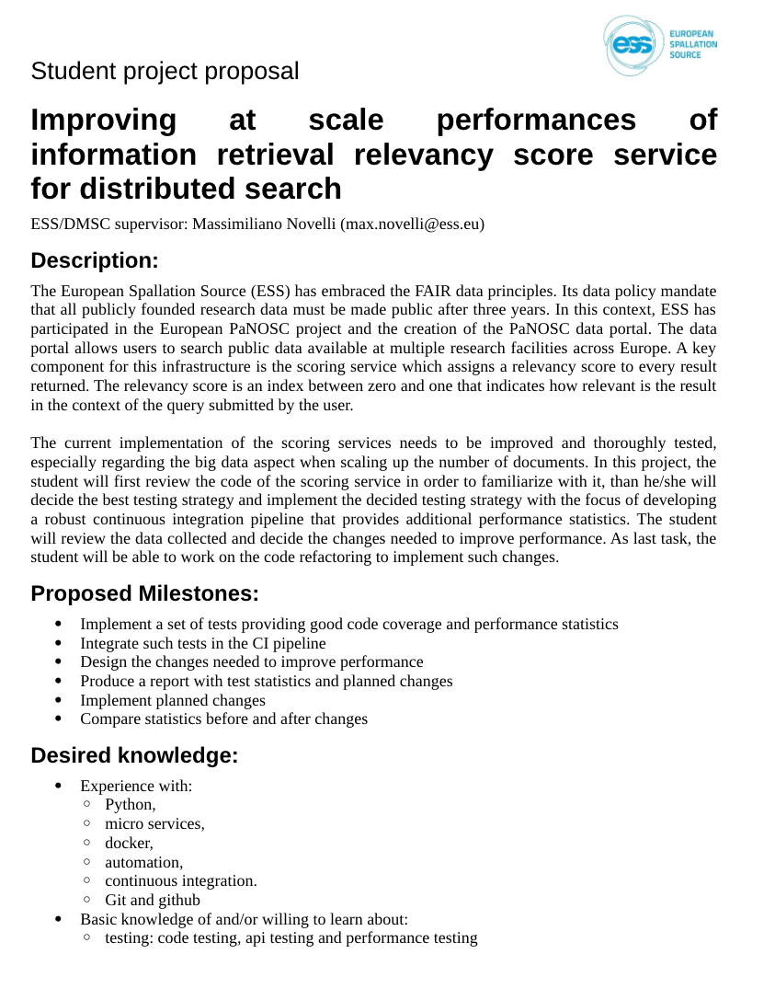 ess
EUROPEAN
SPALLATION
SOURCE
Student project proposal
Improving at scale performances of
information retrieval relevancy score service
for distributed search
ESS/DMSC supervisor: Massimiliano Novelli (max.novelli@ess.eu)
Description:
The European Spallation Source (ESS) has embraced the FAIR data principles. Its data policy mandate
that all publicly founded research data must be made public after three years. In this context, ESS has
participated in the European PaNOSC project and the creation of the PaNOSC data portal. The data
portal allows users to search public data available at multiple research facilities across Europe. A key
component for this infrastructure is the scoring service which assigns a relevancy score to every result
returned. The relevancy score is an index between zero and one that indicates how relevant is the result
in the context of the query submitted by the user.
The current implementation of the scoring services needs to be improved and thoroughly tested,
especially regarding the big data aspect when scaling up the number of documents. In this project, the
student will first review the code of the scoring service in order to familiarize with it, than he/she will
decide the best testing strategy and implement the decided testing strategy with the focus of developing
a robust continuous integration pipeline that provides additional performance statistics. The student
will review the data collected and decide the changes needed to improve performance. As last task, the
student will be able to work on the code refactoring to implement such changes.
Proposed Milestones:
• Implement a set of tests providing good code coverage and performance statistics
• Integrate such tests in the CI pipeline
• Design the changes needed to improve performance
• Produce a report with test statistics and planned changes
• Implement planned changes
• Compare statistics before and after changes
Desired knowledge:
• Experience with:
◦ Python,
◦ micro services,
◦ docker,
◦ automation,
◦ continuous integration.
◦ Git and github
• Basic knowledge of and/or willing to learn about:
◦ testing: code testing, api testing and performance testing